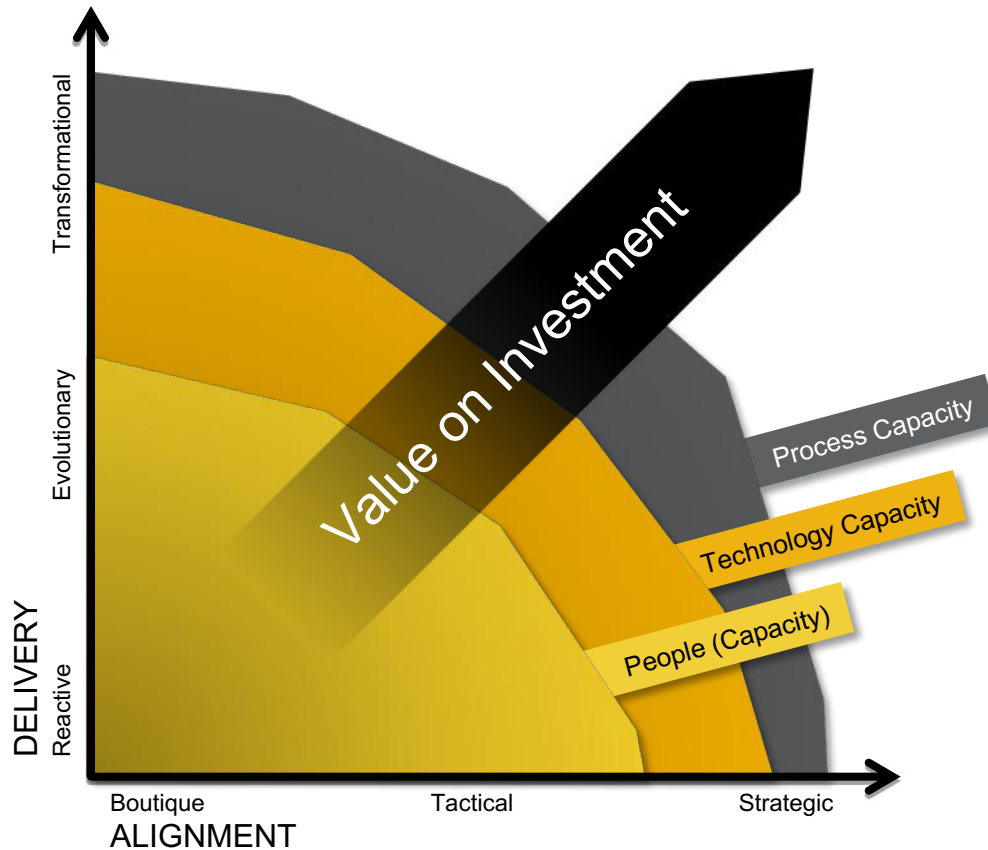 Transformational
Evolutionary
Reactive
DELIVERY
Value on Investment
Process Capacity
Technology Capacity
People (Capacity)
Boutique
Tactical
Strategic
ALIGNMENT